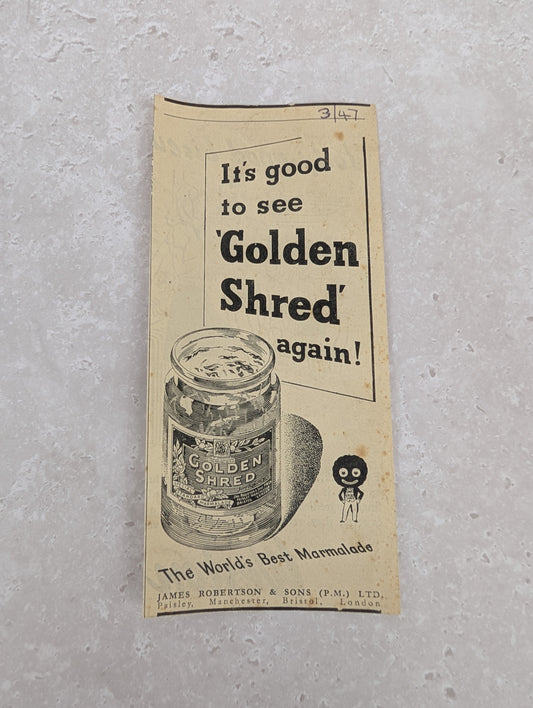 3/47
It's good
to see
'Golden
Shred'
again!
GOLDEN
SHRED
The World's Best Marmalade
JAMES ROBERTSON & SONS (P.M.) LTD.
Paisley, Manchester, Bristol, London